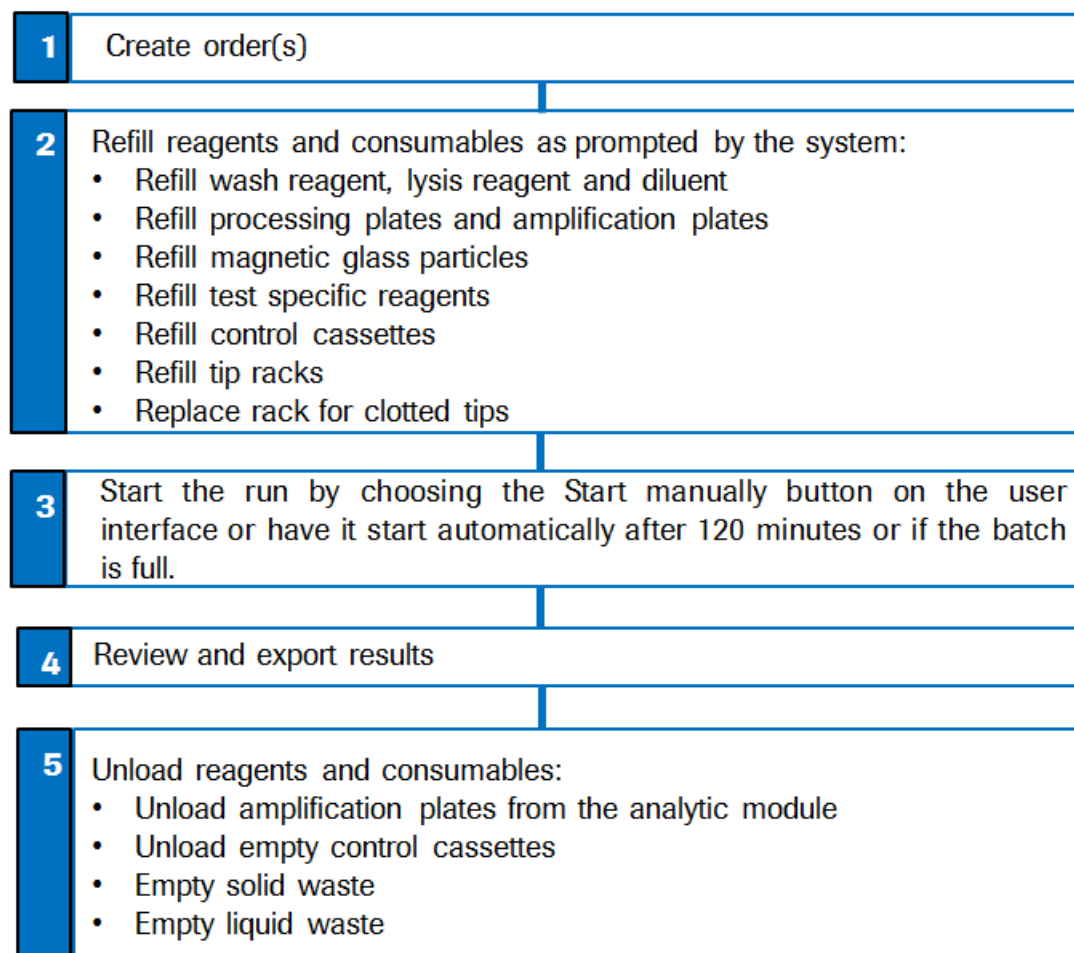 1
Create order(s)
2
Refill reagents and consumables as prompted by the system:
• Refill wash reagent, lysis reagent and diluent
• Refill processing plates and amplification plates
• Refill magnetic glass particles
• Refill test specific reagents
• Refill control cassettes
• Refill tip racks
• Replace rack for clotted tips
3
Start the run by choosing the Start manually button on the user
interface or have it start automatically after 120 minutes or if the batch
is full.
4
Review and export results
5
Unload reagents and consumables:
• Unload amplification plates from the analytic module
• Unload empty control cassettes
• Empty solid waste
• Empty liquid waste